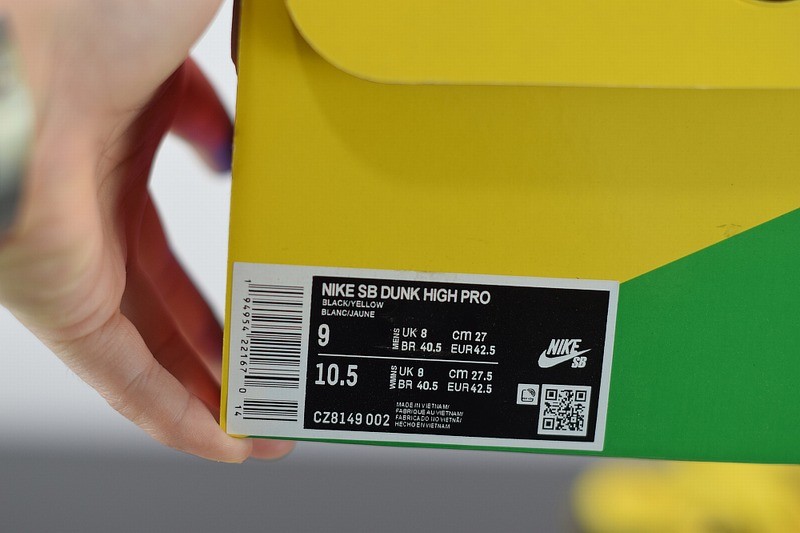 NIKE SB DUNK HIGH PRO
BLACK/YELLOW
BLANC/JAUNE
9 MENS UK 8 CM 27
BR 40.5 EUR 42.5
10.5 WMNS UK 8 CM 27.5
BR 40.5 EUR 42.5
CZ8149 002
MADE IN VIETNAM/
FABRIQUE AU VIETNAM/
FABRICADO NO VIETNÃ/
HECHO EN VIETNAM
NIKE
SB
1 94954 22167 0 14